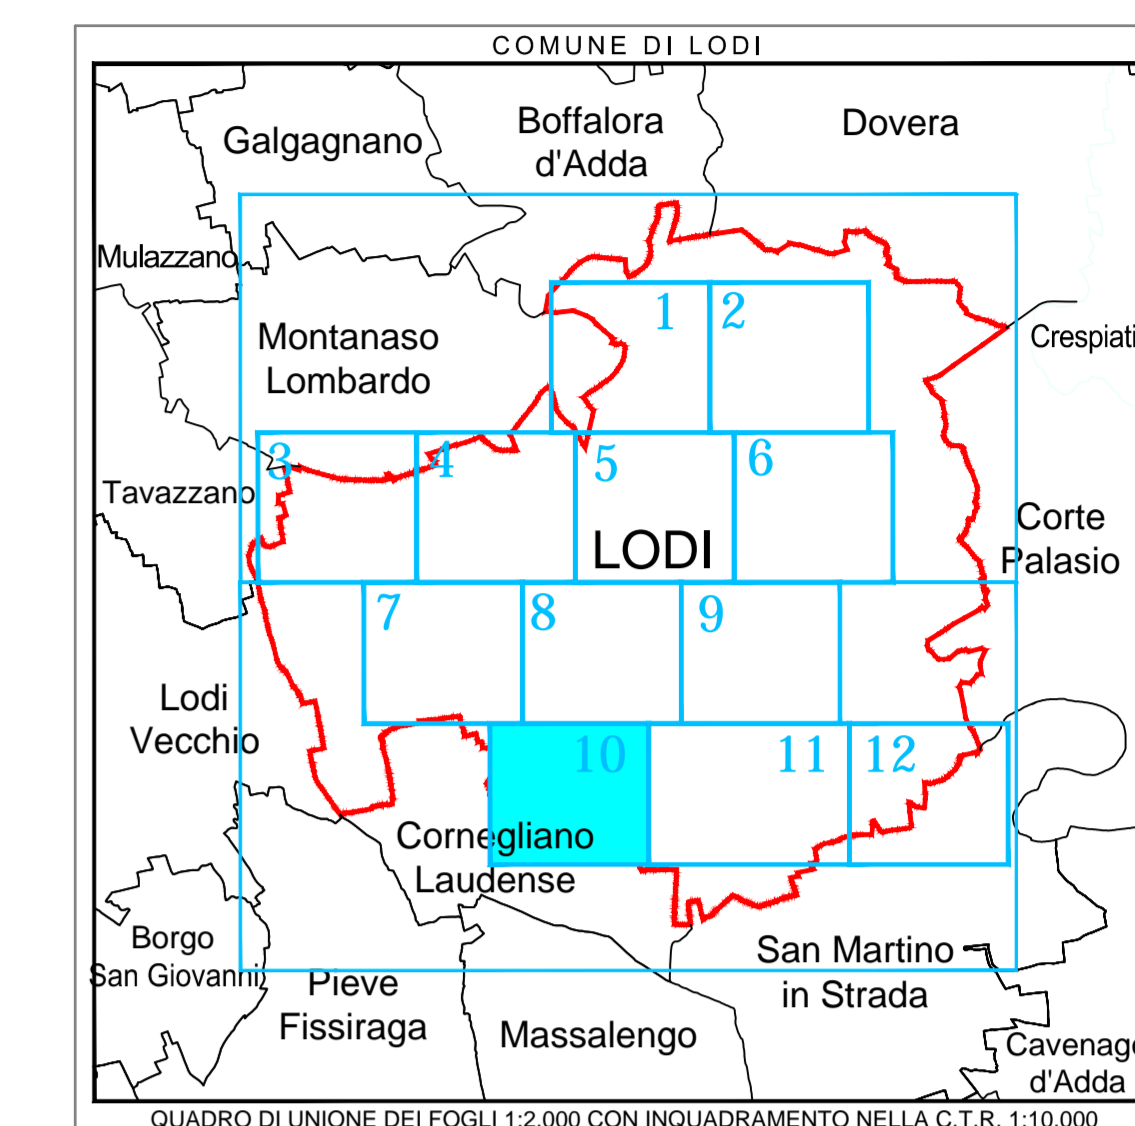 COMUNE DI LODI
Galgagnano
Boffalora
d'Adda
Dovera
Mulazzano
Montanaso
Lombardo
1
2
Crespiati
3
4
5
6
Tavazzano
LODI
Corte
Palasio
7
8
9
Lodi
Vecchio
10
11
12
Cornegliano
Laudense
Borgo
San Giovanni
Pieve
Fissiraga
Massalengo
San Martino
in Strada
Cavenago
d'Adda
QUADRO DI UNIONE DEI FOGLI 1:2.000 CON INQUADRAMENTO NELLA C.T.R. 1:10.000